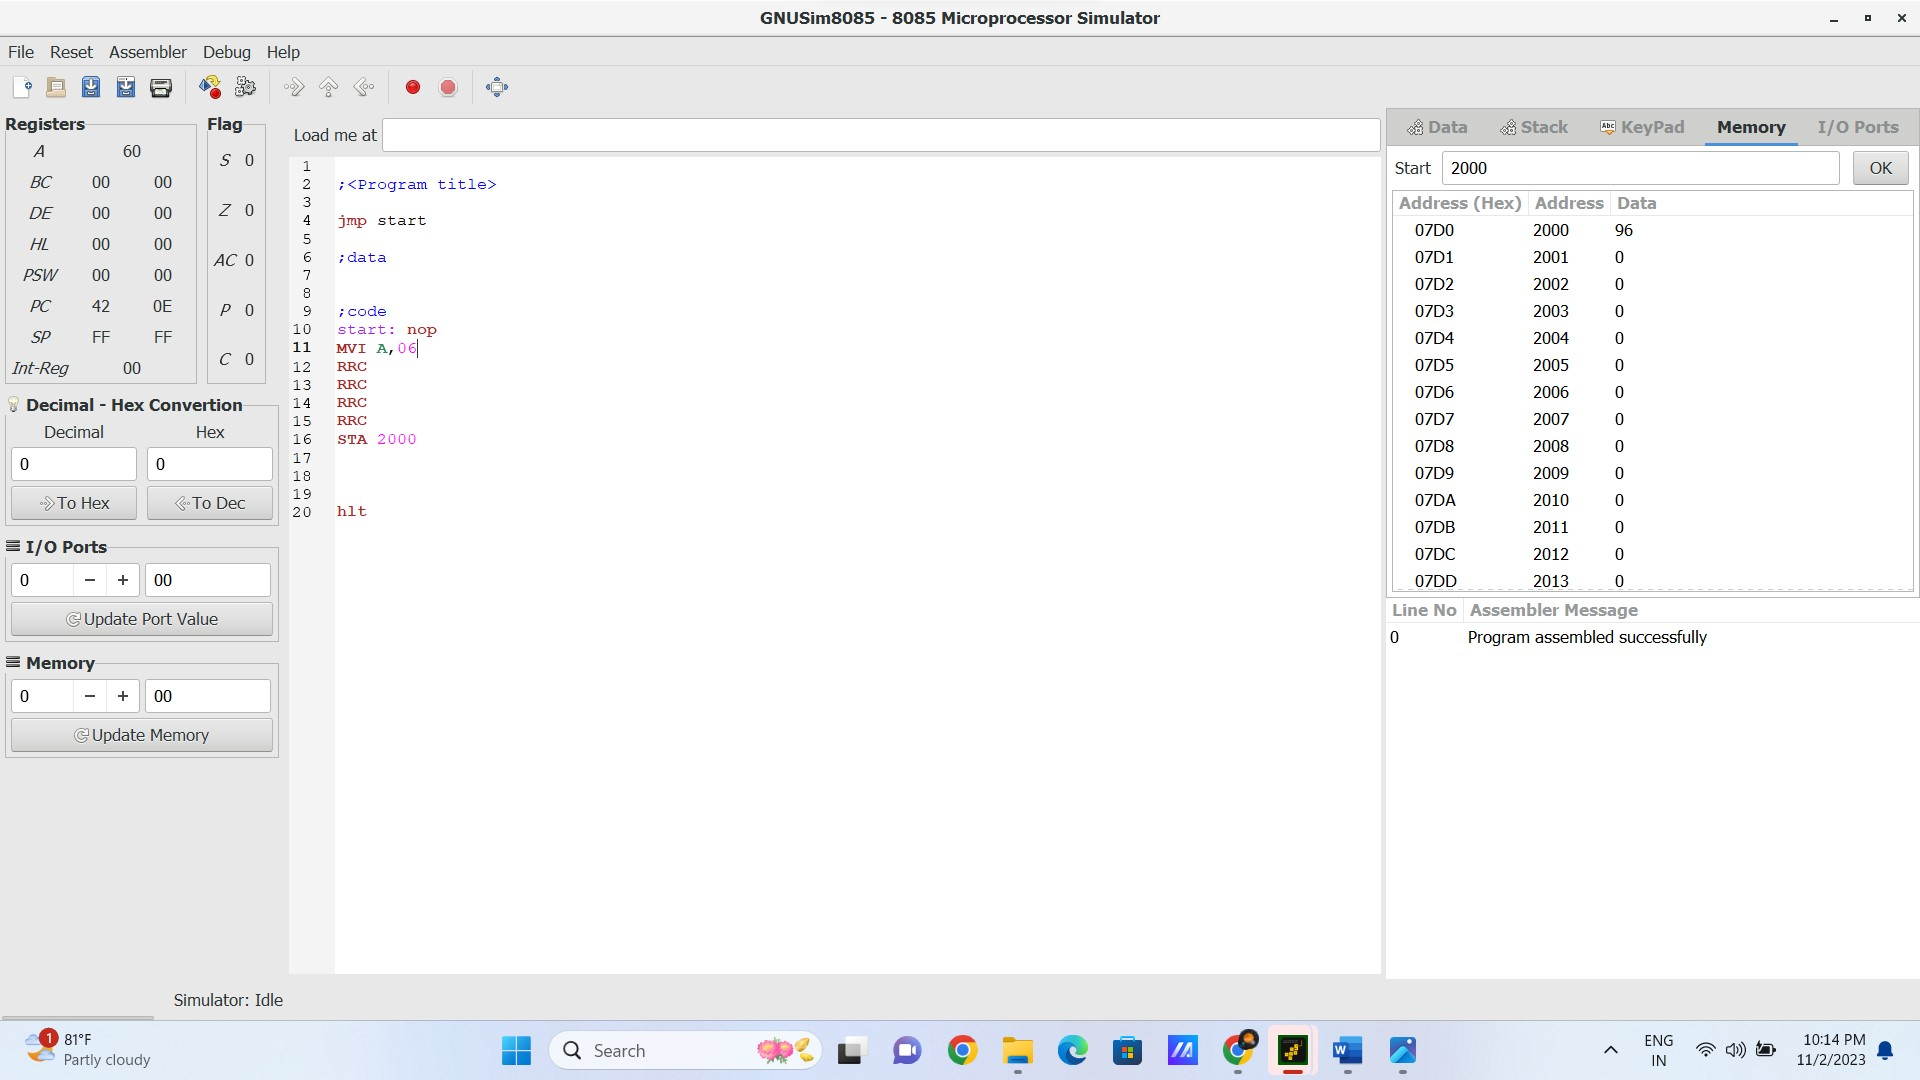 GNUSim8085 - 8085 Microprocessor Simulator
File Reset Assembler Debug Help
Registers
A 60
BC 00 00
DE 00 00
HL 00 00
PSW 00 00
PC 42 0E
SP FF FF
Int-Reg 00
Flag
S 0
Z 0
AC 0
P 0
C 0
Decimal - Hex Convertion
Decimal Hex
0 0
To Hex To Dec
I/O Ports
0 − + 00
Update Port Value
Memory
0 − + 00
Update Memory
Load me at
1
2 ;<Program title>
3
4 jmp start
5
6 ;data
7
8
9 ;code
10 start: nop
11 MVI A,06
12 RRC
13 RRC
14 RRC
15 RRC
16 STA 2000
17
18
19
20 hlt
Data Stack Abc KeyPad Memory I/O Ports
Start 2000 OK
Address (Hex) Address Data
07D0 2000 96
07D1 2001 0
07D2 2002 0
07D3 2003 0
07D4 2004 0
07D5 2005 0
07D6 2006 0
07D7 2007 0
07D8 2008 0
07D9 2009 0
07DA 2010 0
07DB 2011 0
07DC 2012 0
07DD 2013 0
Line No Assembler Message
0 Program assembled successfully
Simulator: Idle
1 81°F
Partly cloudy
Search
W
ENG
IN
10:14 PM
11/2/2023